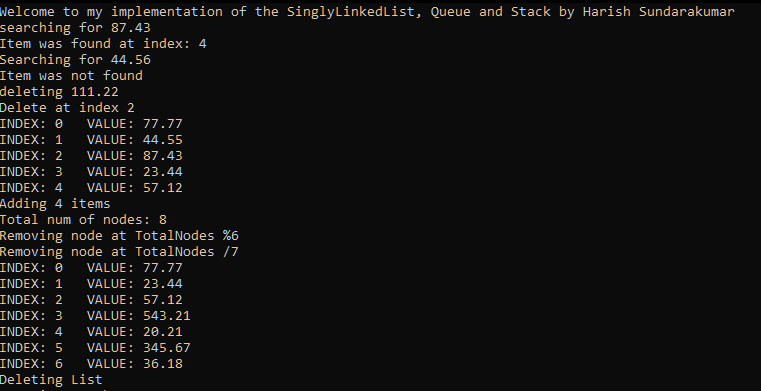 Welcome to my implementation of the SinglyLinkedList, Queue and Stack by Harish Sundarakumar
searching for 87.43
Item was found at index: 4
Searching for 44.56
Item was not found
deleting 111.22
Delete at index 2
INDEX: 0   VALUE: 77.77
INDEX: 1   VALUE: 44.55
INDEX: 2   VALUE: 87.43
INDEX: 3   VALUE: 23.44
INDEX: 4   VALUE: 57.12
Adding 4 items
Total num of nodes: 8
Removing node at TotalNodes %6
Removing node at TotalNodes /7
INDEX: 0   VALUE: 77.77
INDEX: 1   VALUE: 23.44
INDEX: 2   VALUE: 57.12
INDEX: 3   VALUE: 543.21
INDEX: 4   VALUE: 20.21
INDEX: 5   VALUE: 345.67
INDEX: 6   VALUE: 36.18
Deleting List